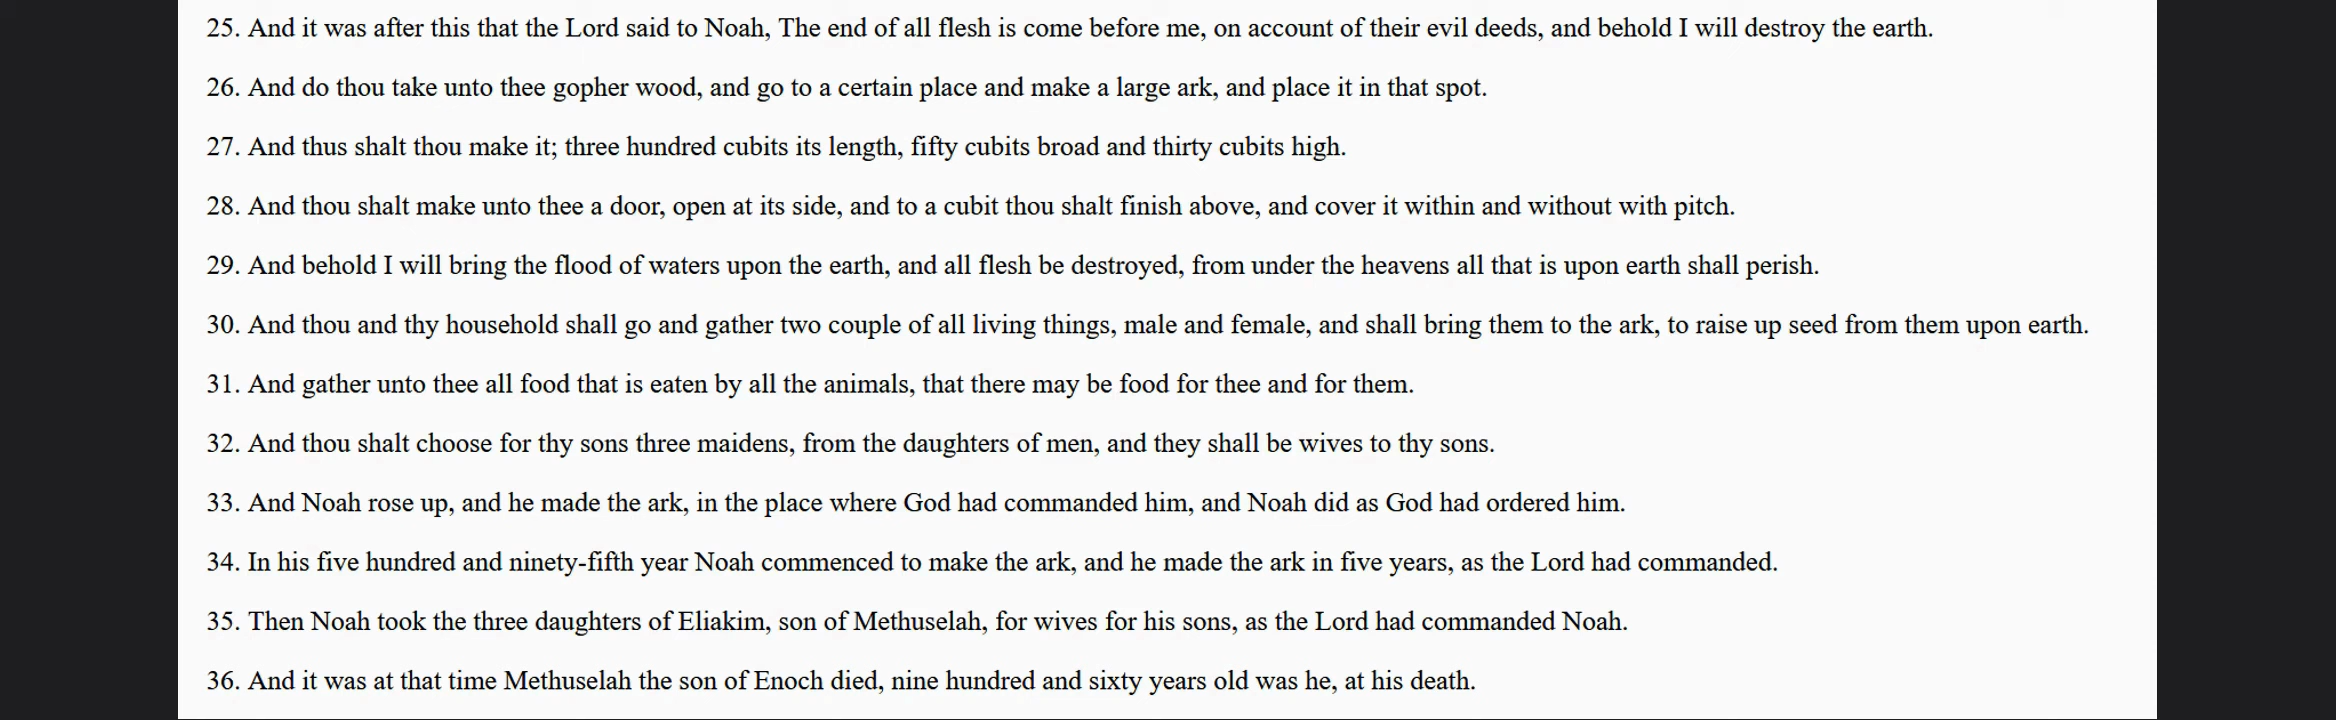 25. And it was after this that the Lord said to Noah, The end of all flesh is come before me, on account of their evil deeds, and behold I will destroy the earth.
26. And do thou take unto thee gopher wood, and go to a certain place and make a large ark, and place it in that spot.
27. And thus shalt thou make it; three hundred cubits its length, fifty cubits broad and thirty cubits high.
28. And thou shalt make unto thee a door, open at its side, and to a cubit thou shalt finish above, and cover it within and without with pitch.
29. And behold I will bring the flood of waters upon the earth, and all flesh be destroyed, from under the heavens all that is upon earth shall perish.
30. And thou and thy household shall go and gather two couple of all living things, male and female, and shall bring them to the ark, to raise up seed from them upon earth.
31. And gather unto thee all food that is eaten by all the animals, that there may be food for thee and for them.
32. And thou shalt choose for thy sons three maidens, from the daughters of men, and they shall be wives to thy sons.
33. And Noah rose up, and he made the ark, in the place where God had commanded him, and Noah did as God had ordered him.
34. In his five hundred and ninety-fifth year Noah commenced to make the ark, and he made the ark in five years, as the Lord had commanded.
35. Then Noah took the three daughters of Eliakim, son of Methuselah, for wives for his sons, as the Lord had commanded Noah.
36. And it was at that time Methuselah the son of Enoch died, nine hundred and sixty years old was he, at his death.